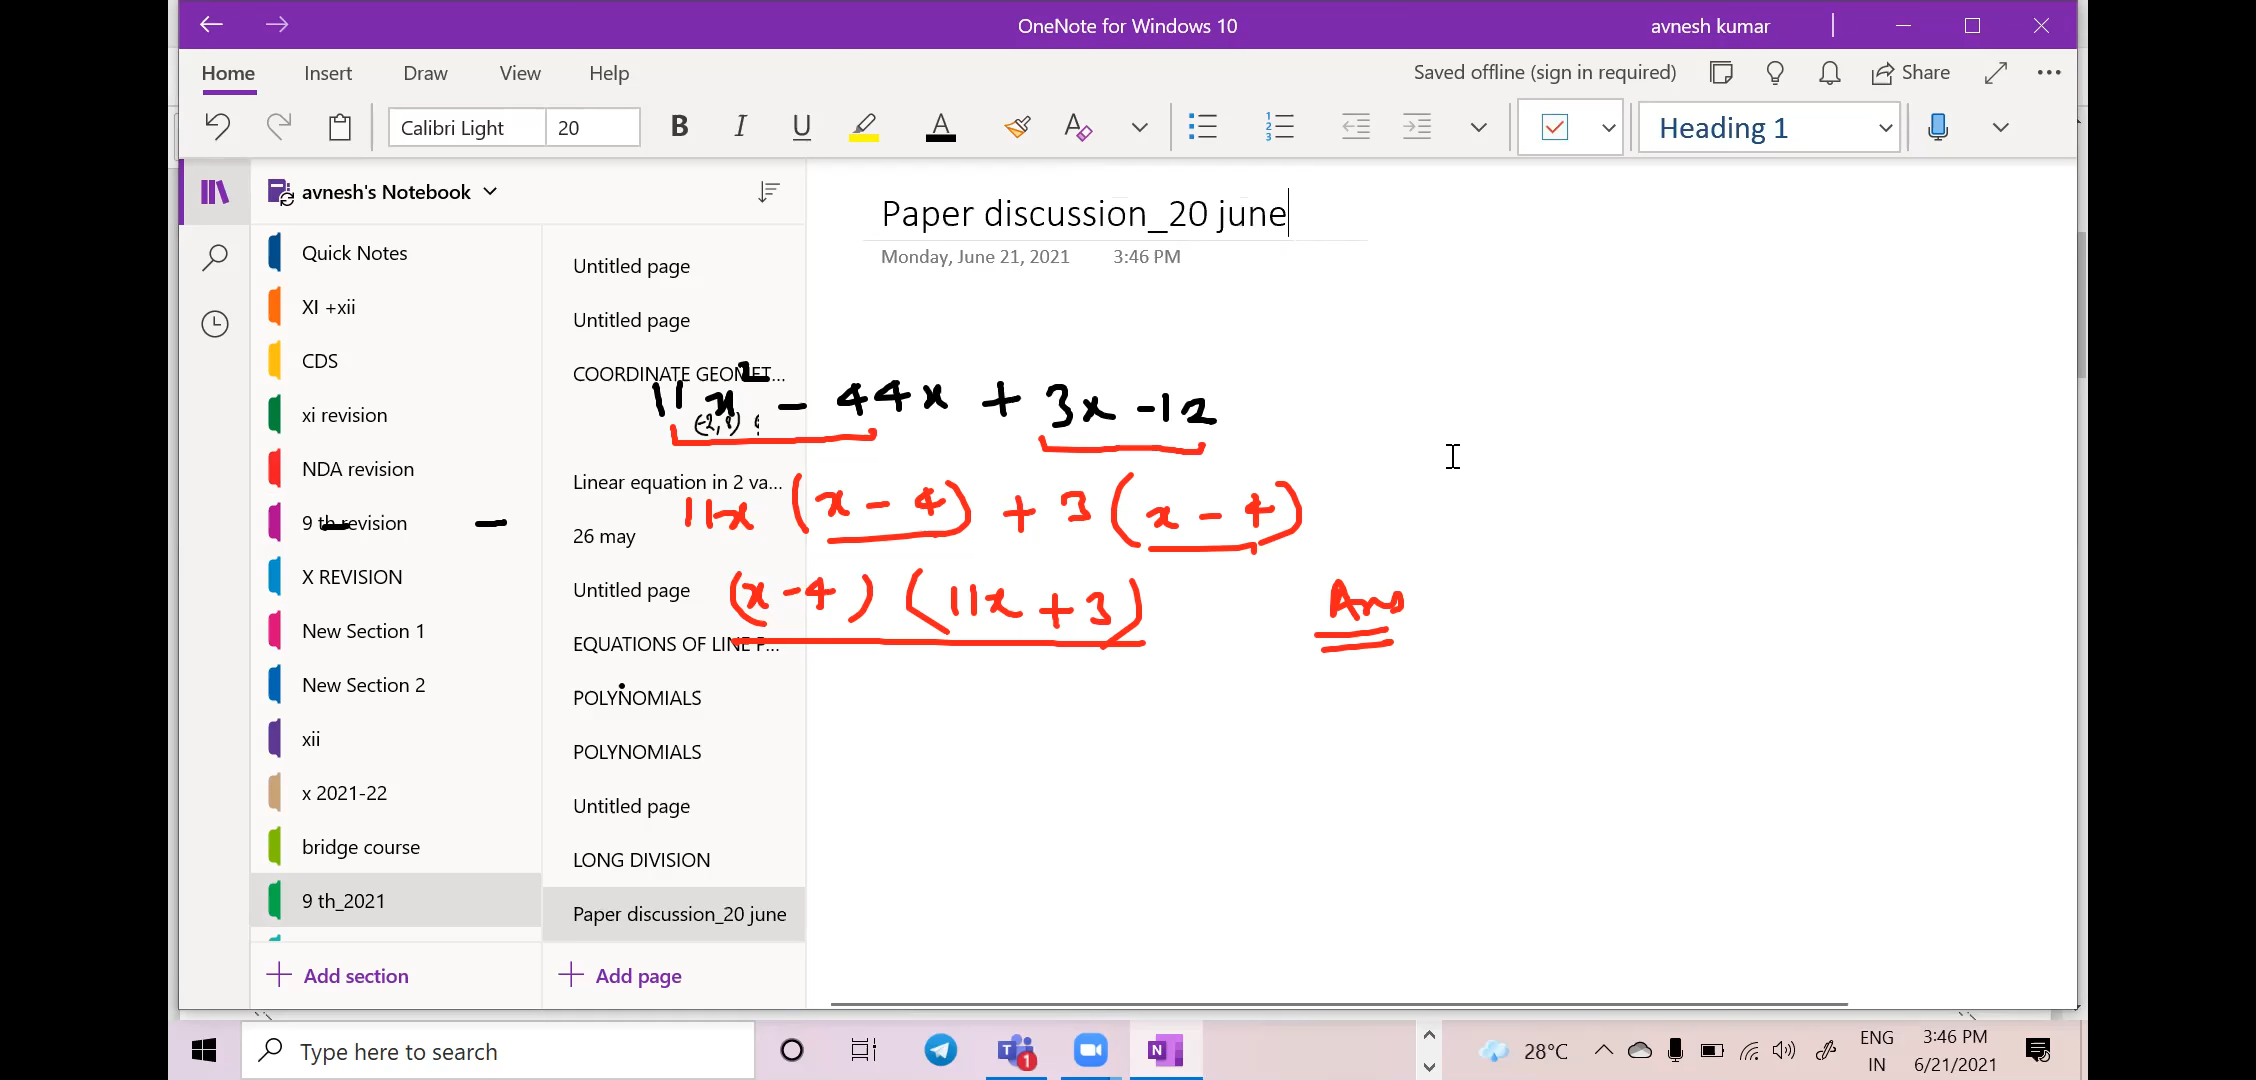 OneNote for Windows 10
avnesh kumar
Home Insert Draw View Help
Saved offline (sign in required)
Share
Calibri Light 20
B I U A A
Heading 1
avnesh's Notebook
Quick Notes
XI +xii
CDS
xi revision
NDA revision
9 th revision
X REVISION
New Section 1
New Section 2
xii
x 2021-22
bridge course
9 th_2021
Add section
Untitled page
Untitled page
COORDINATE GEOMET...
(-2, 8)
Linear equation in 2 va...
26 may
Untitled page
EQUATIONS OF LINE P...
POLYNOMIALS
POLYNOMIALS
Untitled page
LONG DIVISION
Paper discussion_20 june
Add page
Paper discussion_20 june
Monday, June 21, 2021 3:46 PM
11x² - 44x + 3x - 12
11x (x - 4) + 3 (x - 4)
(x - 4) (11x + 3) Ans
Type here to search
28°C
ENG
IN
3:46 PM
6/21/2021